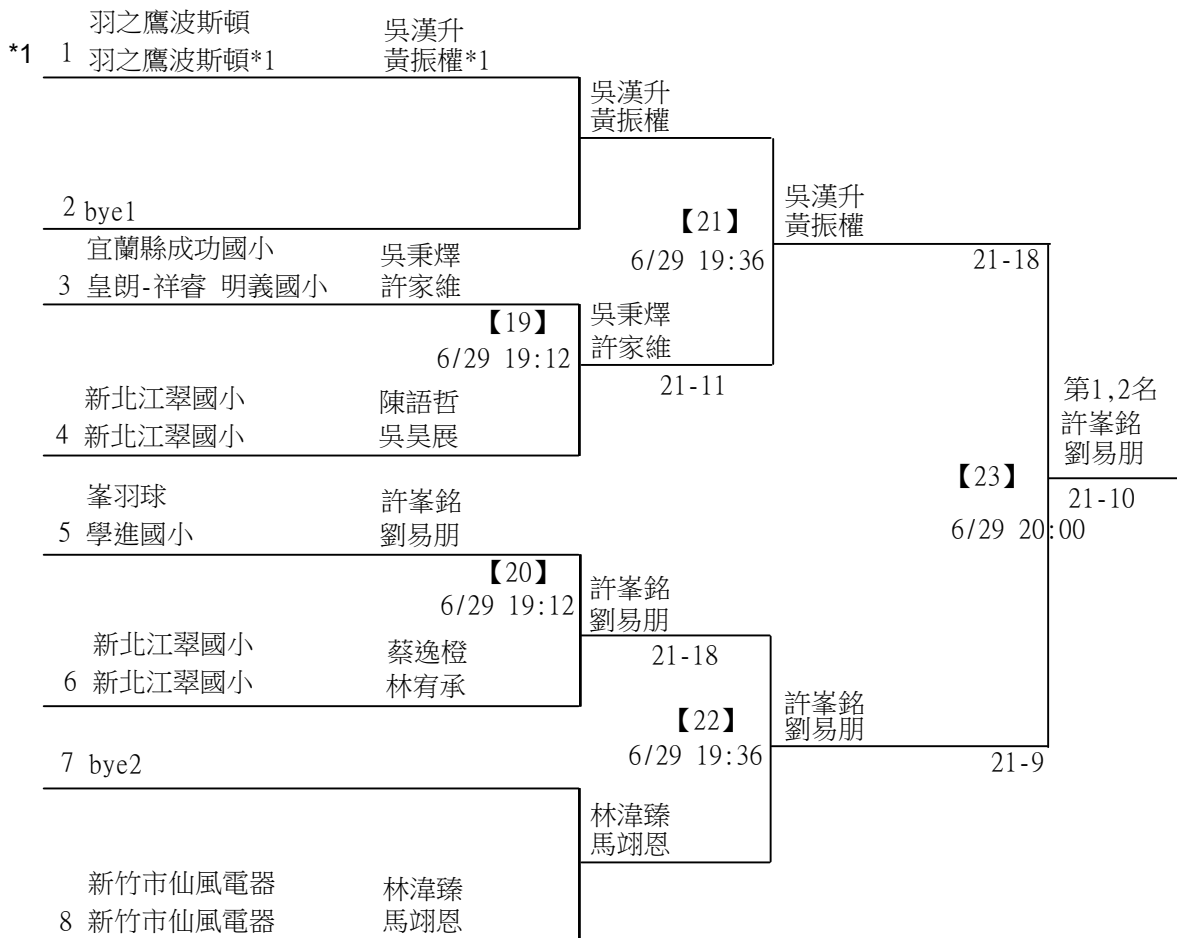 羽之鷹波斯頓 吳漢升
*1 1 羽之鷹波斯頓*1 黃振權*1
吳漢升
黃振權
2 bye1
吳漢升
黃振權
【21】
6/29 19:36
21-18
宜蘭縣成功國小 吳秉燡
3 皇朗-祥睿 明義國小 許家維
【19】
6/29 19:12
吳秉燡
許家維
21-11
新北江翠國小 陳語哲
4 新北江翠國小 吳昊展
第1,2名
許峯銘
劉易朋
【23】
21-10
6/29 20:00
峯羽球 許峯銘
5 學進國小 劉易朋
【20】
6/29 19:12
許峯銘
劉易朋
21-18
新北江翠國小 蔡逸橙
6 新北江翠國小 林宥承
【22】
6/29 19:36
許峯銘
劉易朋
21-9
7 bye2
林湋臻
馬翊恩
新竹市仙風電器 林湋臻
8 新竹市仙風電器 馬翊恩